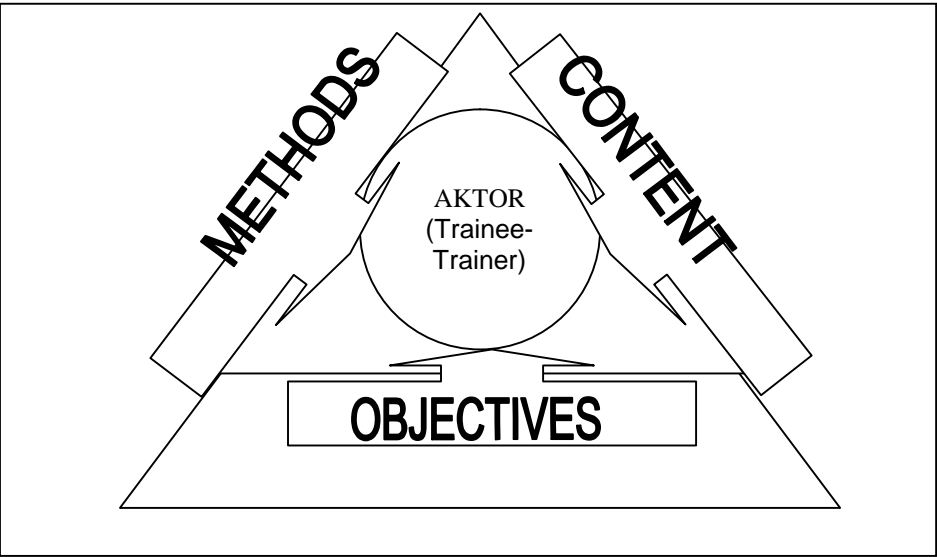 METHODS
CONTENT
AKTOR
(Trainee-
Trainer)
OBJECTIVES